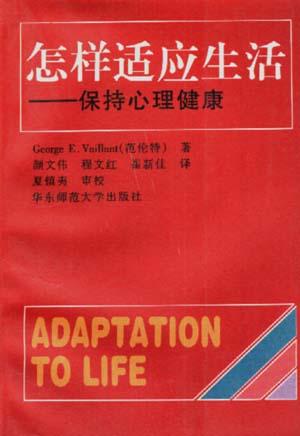 怎样适应生活
——保持心理健康
George E. Vaillant(范伦特) 著
颜文伟 程文红 崔新佳 译
夏镇夷 审校
华东师范大学出版社
ADAPTATION
TO LIFE